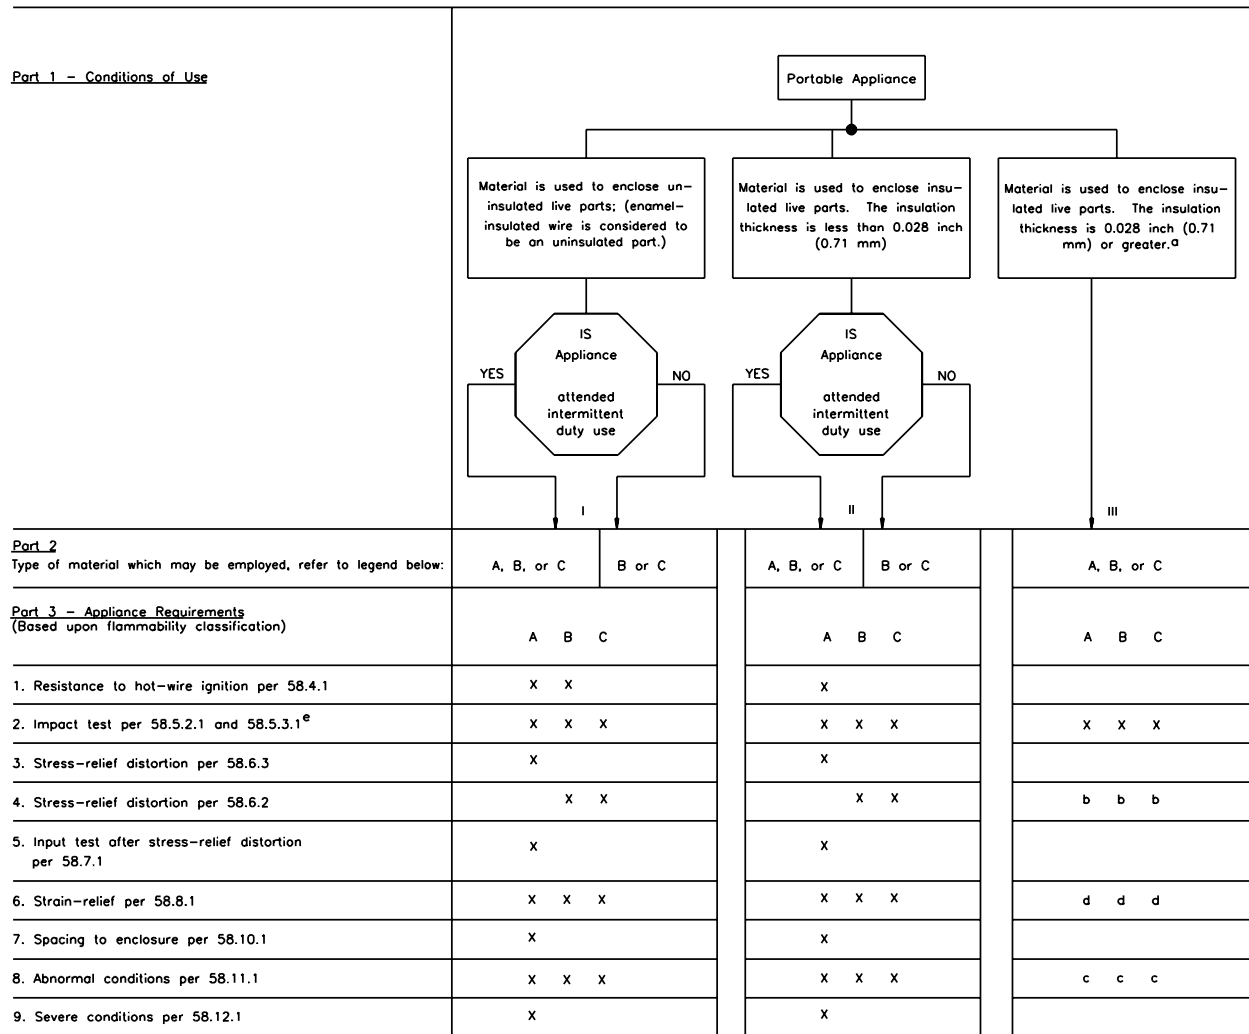 Part 1 – Conditions of Use
Portable Appliance
Material is used to enclose un–
insulated live parts; (enamel–
insulated wire is considered to
be an uninsulated part.)
Material is used to enclose insu–
lated live parts. The insulation
thickness is less than 0.028 inch
(0.71 mm)
Material is used to enclose insu–
lated live parts. The insulation
thickness is 0.028 inch (0.71
mm) or greater.a
IS
Appliance
attended
intermittent
duty use
YES
NO
IS
Appliance
attended
intermittent
duty use
YES
NO
I
II
III
Part 2
Type of material which may be employed, refer to legend below:
A, B, or C
B or C
A, B, or C
B or C
A, B, or C
Part 3 – Appliance Requirements
(Based upon flammability classification)
A B C
A B C
A B C
1. Resistance to hot–wire ignition per 58.4.1
X X
X
2. Impact test per 58.5.2.1 and 58.5.3.1e
X X X
X X X
X X X
3. Stress–relief distortion per 58.6.3
X
X
4. Stress–relief distortion per 58.6.2
X X
X X
b b b
5. Input test after stress–relief distortion
per 58.7.1
X
X
6. Strain–relief per 58.8.1
X X X
X X X
d d d
7. Spacing to enclosure per 58.10.1
X
X
8. Abnormal conditions per 58.11.1
X X X
X X X
c c c
9. Severe conditions per 58.12.1
X
X